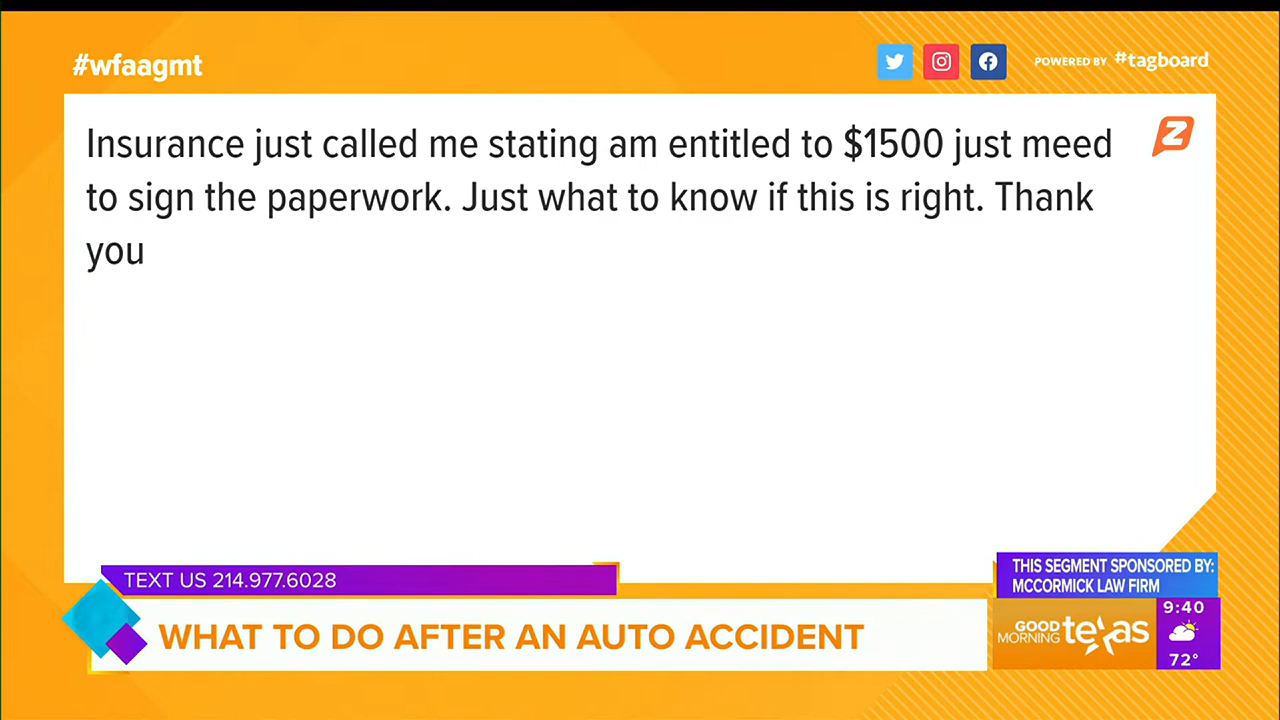 #wfaagmt
POWERED BY #tagboard
Insurance just called me stating am entitled to $1500 just meed
to sign the paperwork. Just what to know if this is right. Thank
you
TEXT US 214.977.6028
WHAT TO DO AFTER AN AUTO ACCIDENT
THIS SEGMENT SPONSORED BY:
MCCORMICK LAW FIRM
GOOD
MORNING texas
9:40
72°